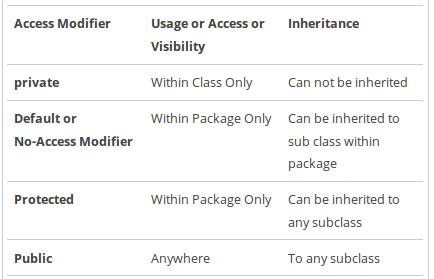 Access Modifier Usage or Access or Inheritance
Visibility
private Within Class Only Can not be inherited
Default or Within Package Only Can be inherited to
No-Access Modifier sub class within
package
Protected Within Package Only Can be inherited to
any subclass
Public Anywhere To any subclass